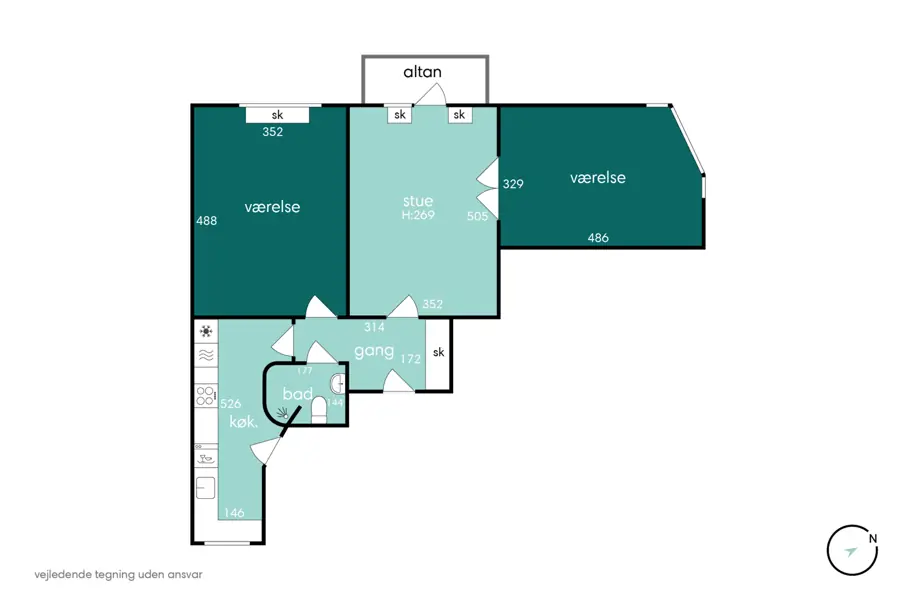 altan
sk
sk
sk
352
værelse
329
værelse
stue
H:269
488
505
486
352
314
gang
172
sk
177
bad
144
526
køk.
146
N
vejledende tegning uden ansvar